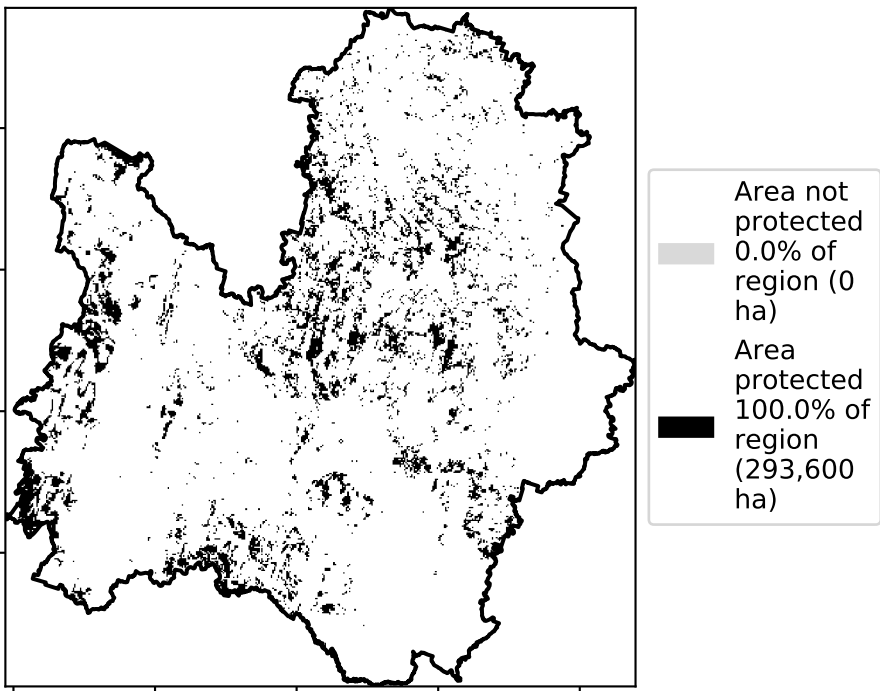 Area not
protected
0.0% of
region (0
ha)
Area
protected
100.0% of
region
(293,600
ha)